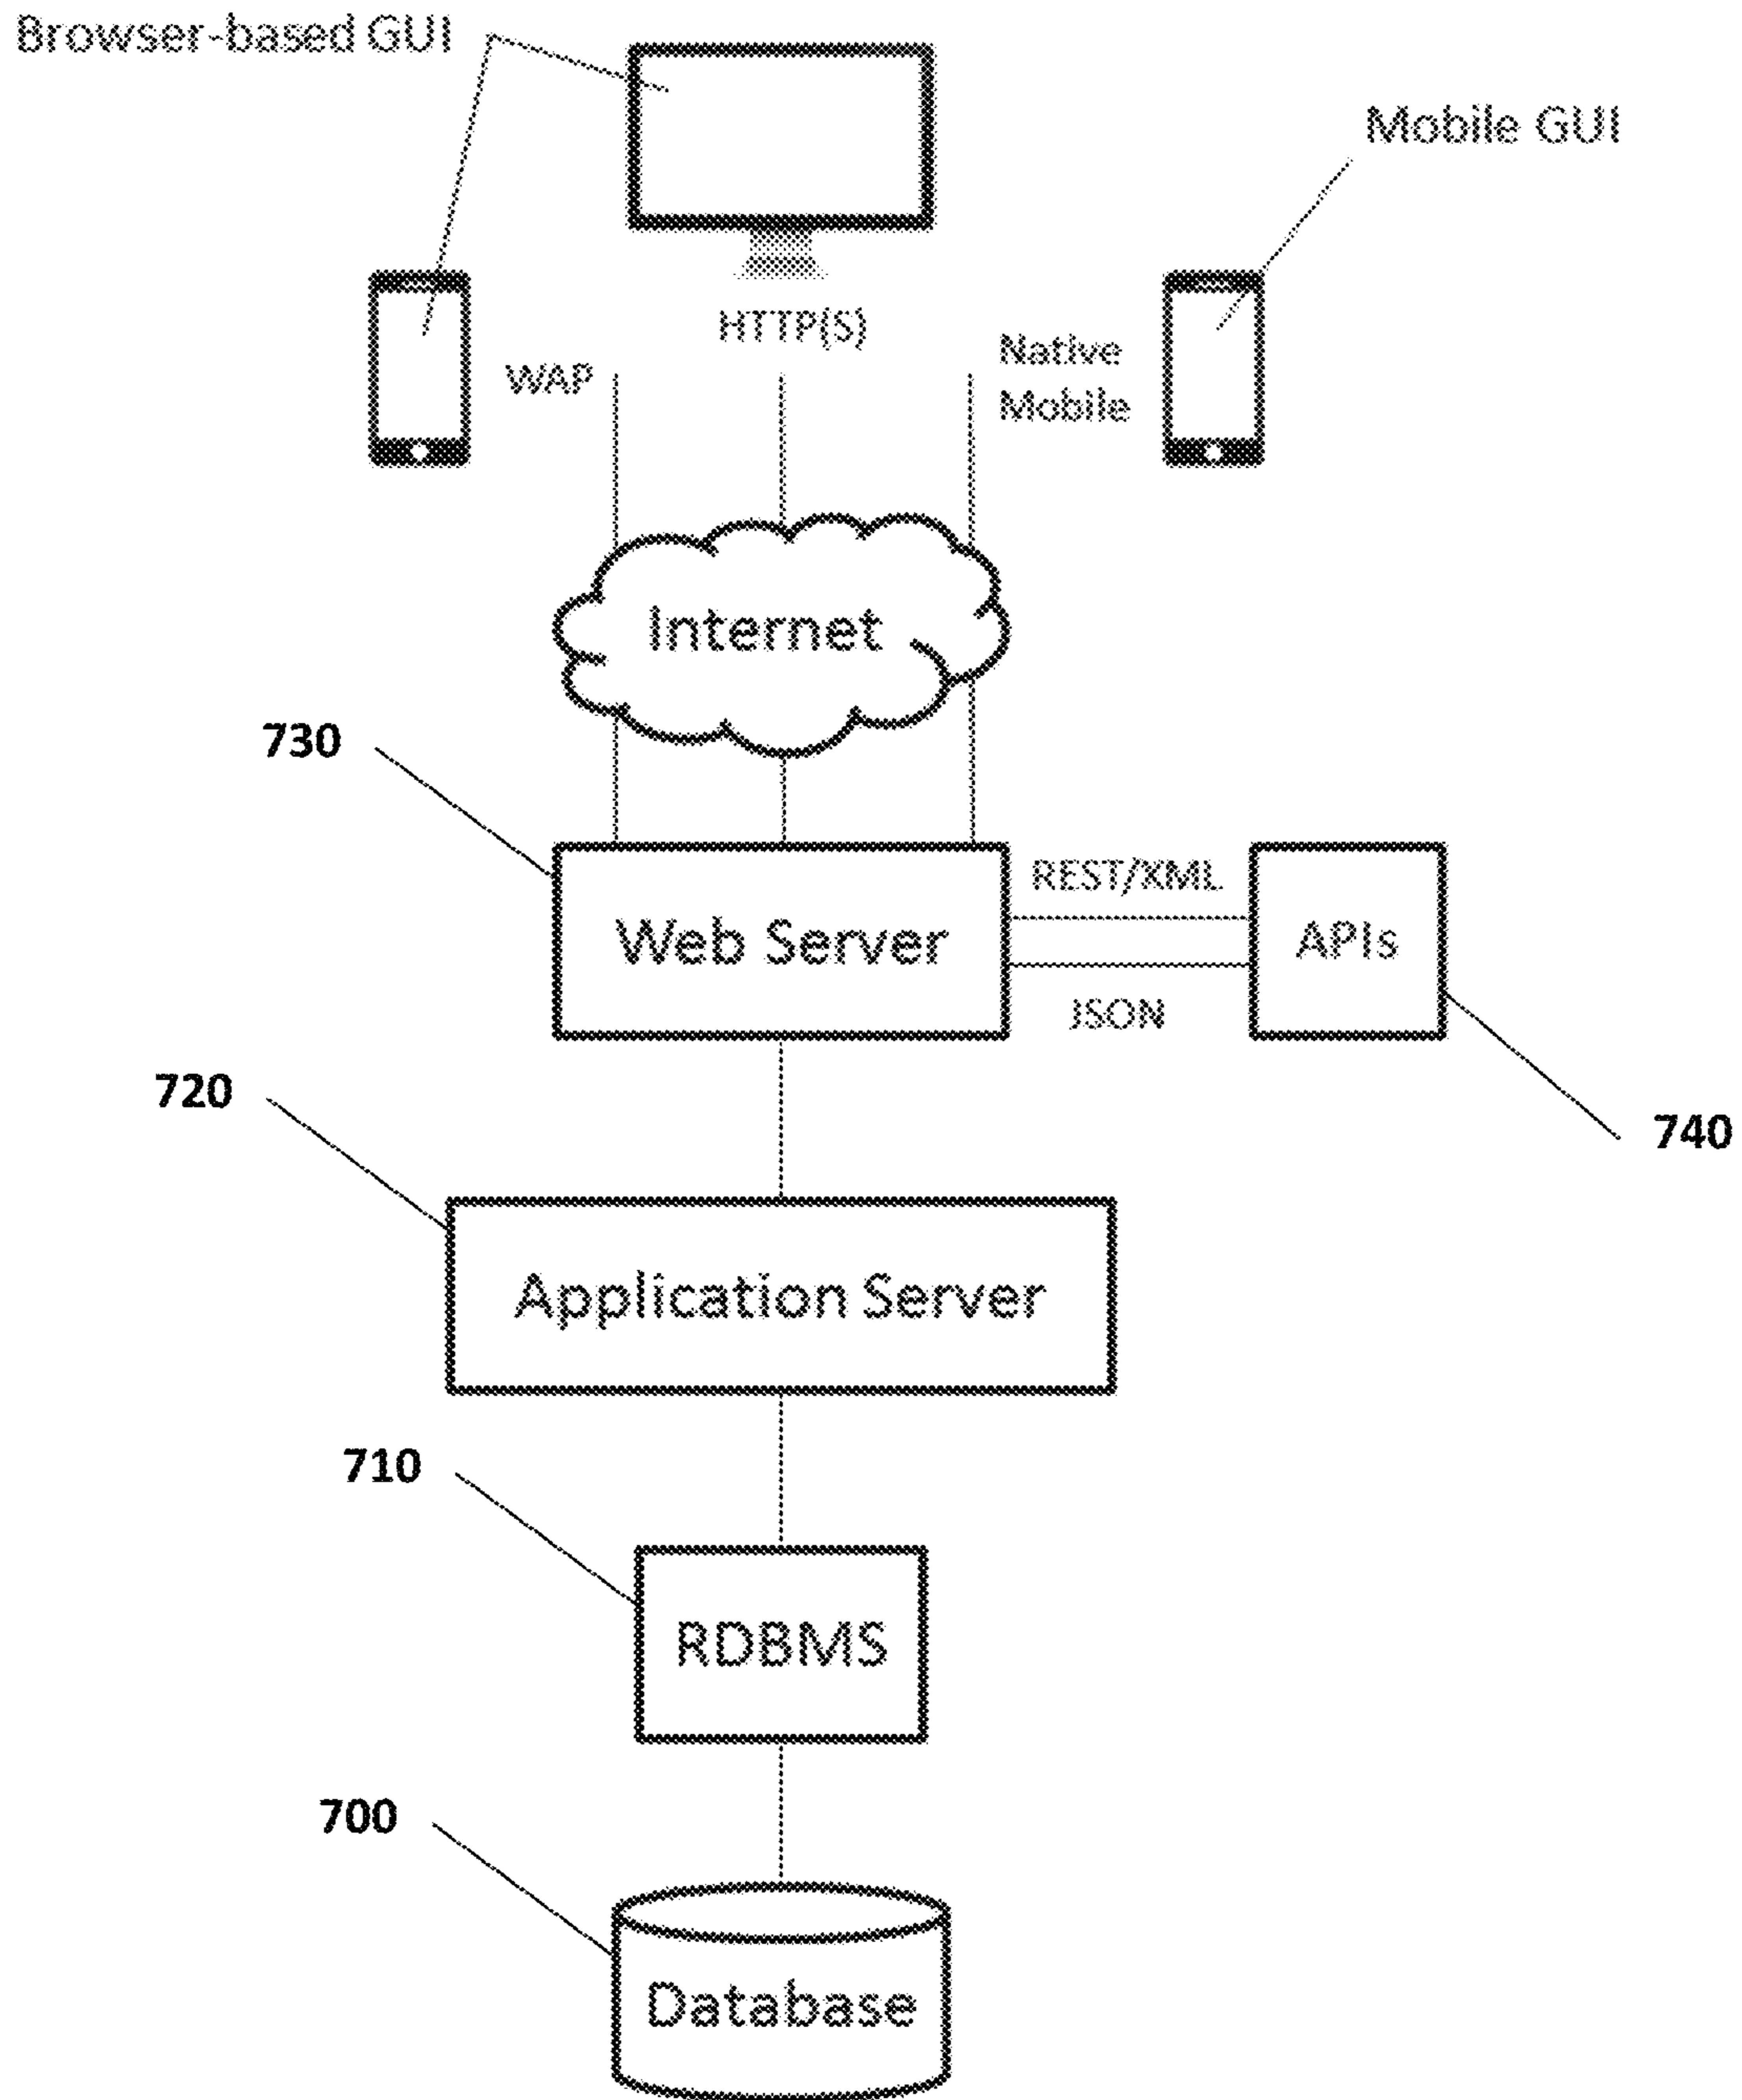 Browser-based GUI
Mobile GUI
HTTP(S)
WAP
Native
Mobile
Internet
730
Web Server
REST/XML
JSON
APIs
720
740
Application Server
710
RDBMS
700
Database